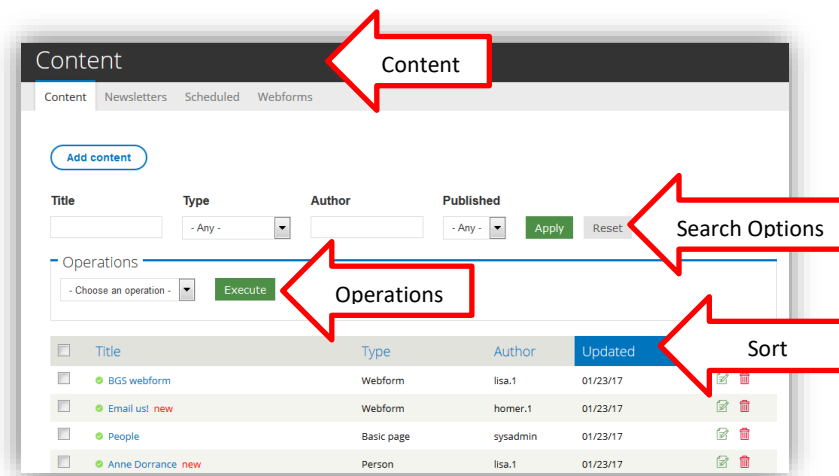 Content
Content
Content Newsletters Scheduled Webforms
Add content
Title Type Author Published
- Any - - Any - Apply Reset
Search Options
Operations
- Choose an operation - Execute
Operations
Title Type Author Updated
Sort
BGS webform Webform lisa.1 01/23/17
Email us! new Webform homer.1 01/23/17
People Basic page sysadmin 01/23/17
Anne Dorrance new Person lisa.1 01/23/17